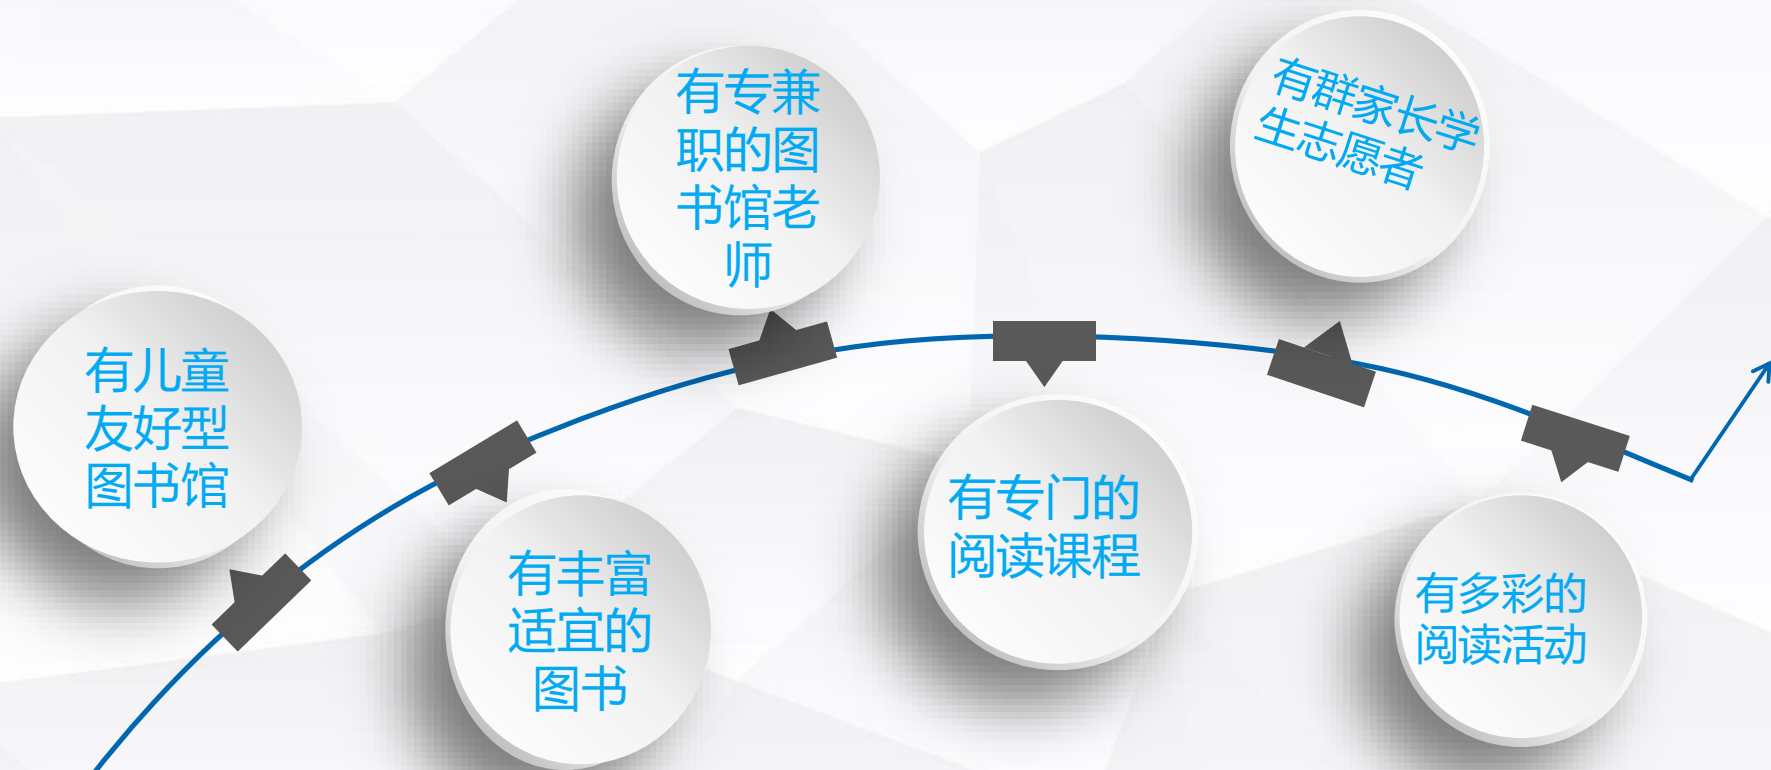 有儿童
友好型
图书馆
有丰富
适宜的
图书
有专兼
职的图
书馆老
师
有专门的
阅读课程
有群家长学
生志愿者
有多彩的
阅读活动